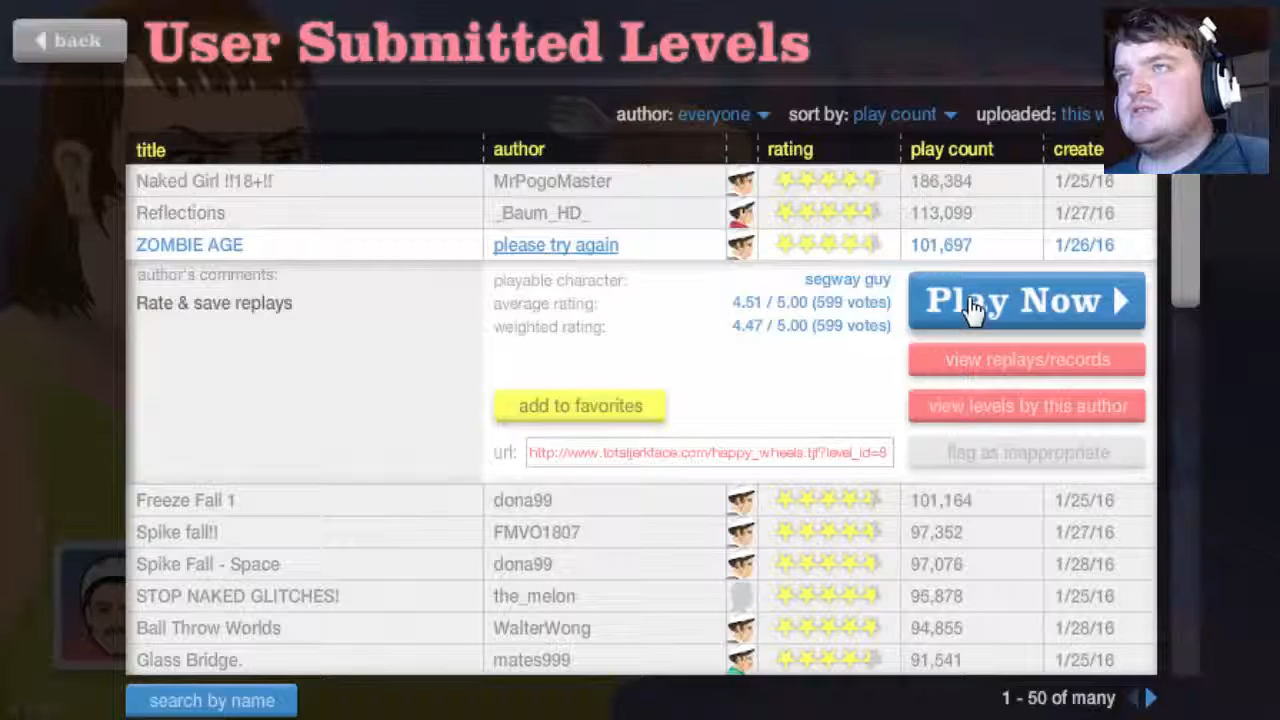 back
User Submitted Levels
author: everyone sort by: play count uploaded: this w
title author rating play count create
Naked Girl !!18+!! MrPogoMaster 186,384 1/25/16
Reflections _Baum_HD_ 113,099 1/27/16
ZOMBIE AGE please try again 101,697 1/26/16
author's comments:
Rate & save replays
playable character: segway guy
average rating: 4.51 / 5.00 (599 votes)
weighted rating: 4.47 / 5.00 (599 votes)
Play Now
view replays/records
add to favorites
view levels by this author
url: http://www.totaljerkface.com/happy_wheels.tjf?level_id=8
flag as inappropriate
Freeze Fall 1 dona99 101,164 1/25/16
Spike fall!! FMVO1807 97,352 1/27/16
Spike Fall - Space dona99 97,076 1/28/16
STOP NAKED GLITCHES! the_melon 95,878 1/25/16
Ball Throw Worlds WalterWong 94,855 1/28/16
Glass Bridge. mates999 91,541 1/25/16
search by name
1 - 50 of many